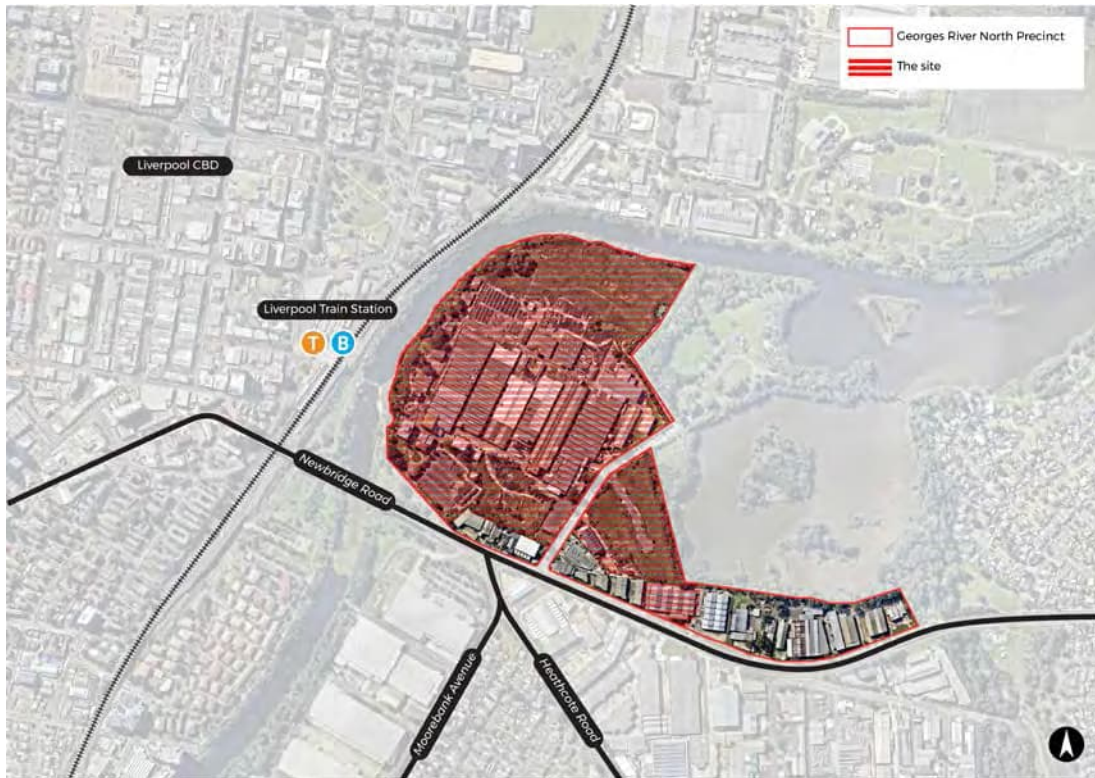 Georges River North Precinct
The site
Liverpool CBD
Liverpool Train Station
T
B
Newbridge Road
Moorebank Avenue
Heathcote Road